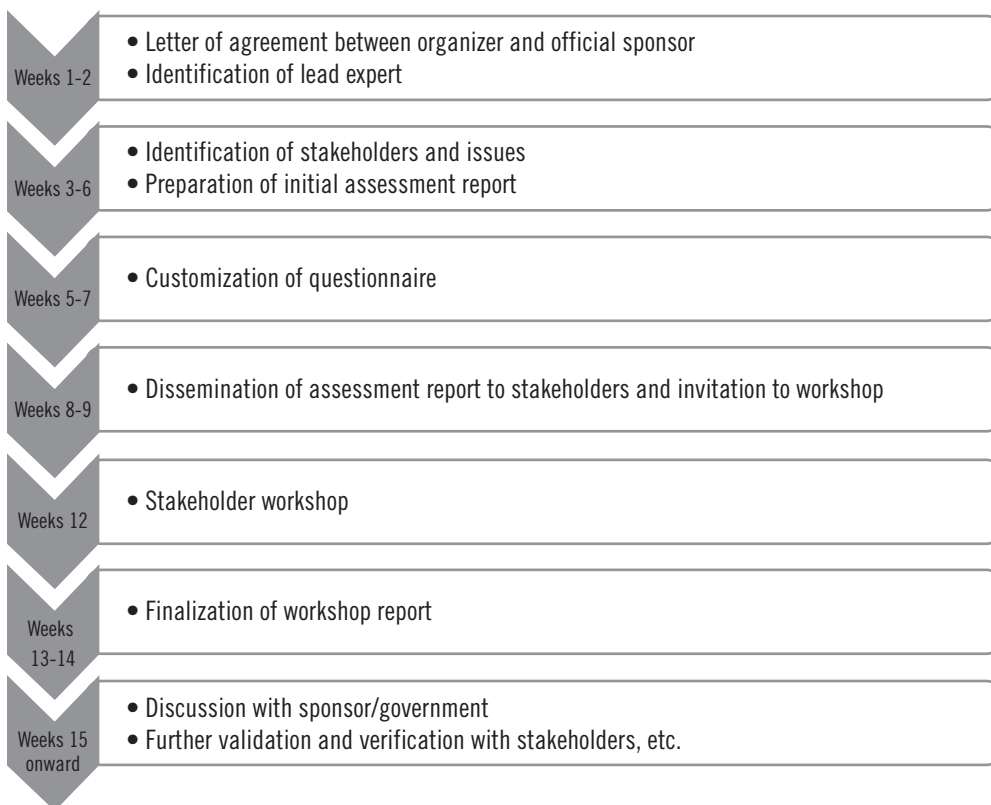 Weeks 1-2
• Letter of agreement between organizer and official sponsor
• Identification of lead expert
Weeks 3-6
• Identification of stakeholders and issues
• Preparation of initial assessment report
Weeks 5-7
• Customization of questionnaire
Weeks 8-9
• Dissemination of assessment report to stakeholders and invitation to workshop
Weeks 12
• Stakeholder workshop
Weeks
13-14
• Finalization of workshop report
Weeks 15
onward
• Discussion with sponsor/government
• Further validation and verification with stakeholders, etc.